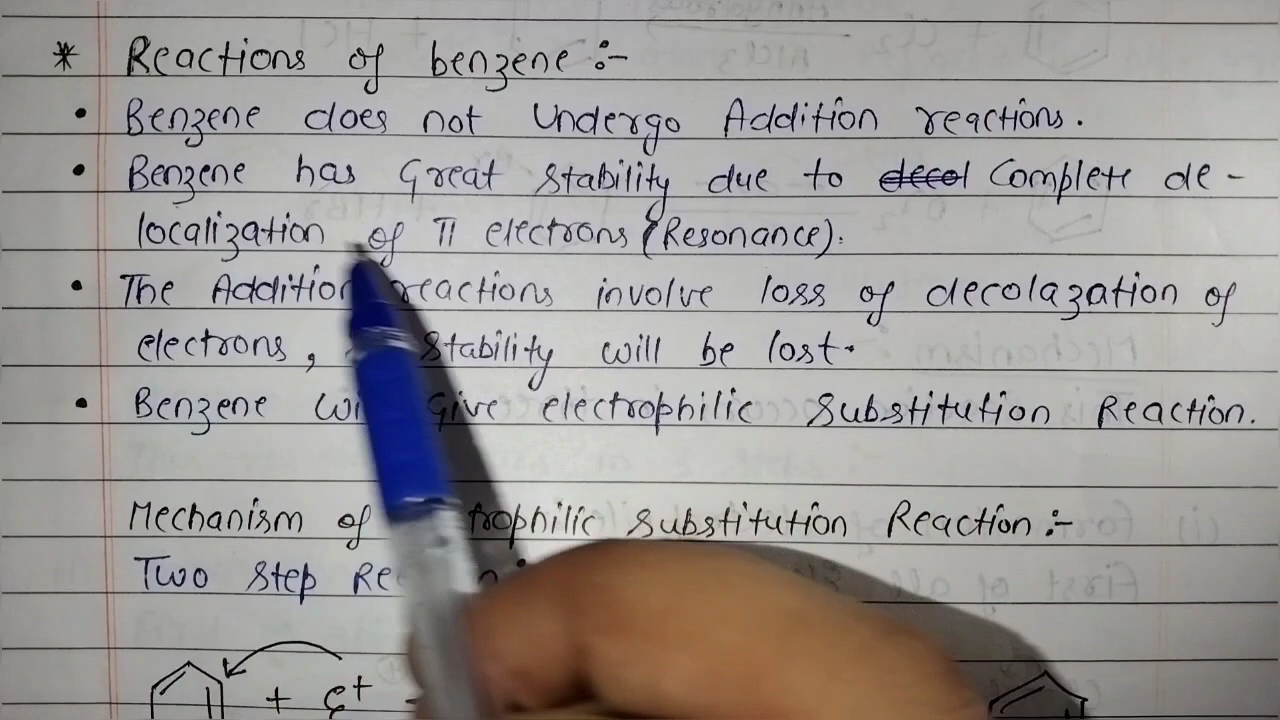 * Reactions of benzene :-
• Benzene does not Undergo Addition reactions.
• Benzene has Great Stability due to Complete de -
localization of π electrons (Resonance).
• The Addition reactions involve loss of decolazation of
electrons, Stability will be lost.
• Benzene Give electrophilic Substitution Reaction.
Mechanism of Substitution Reaction :-
Two Step
+ E+